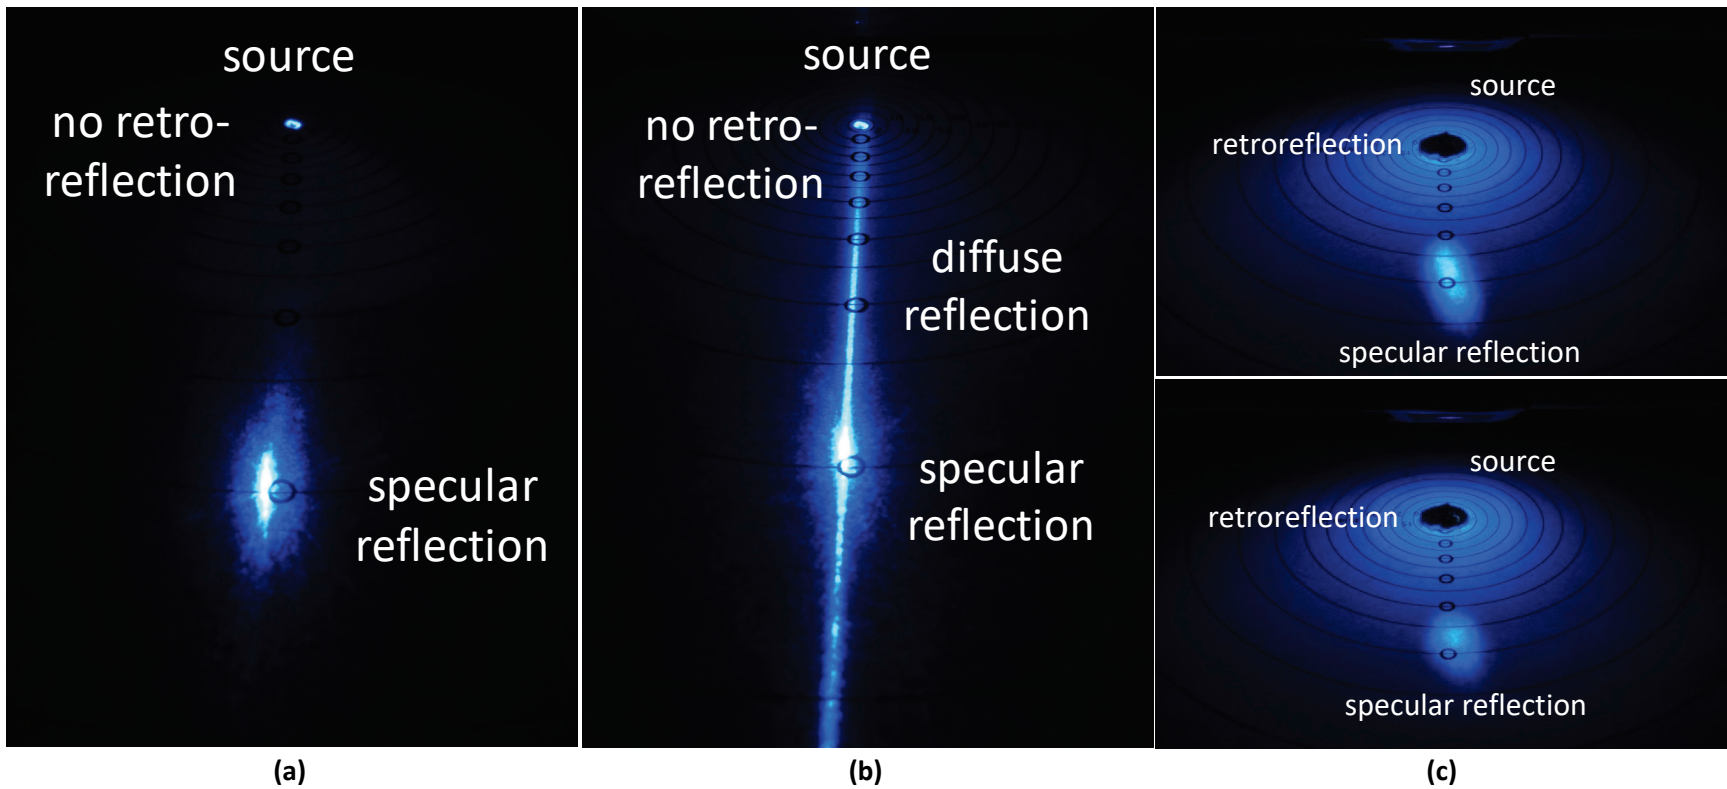 source
no retro-
reflection
specular
reflection
(a)
source
no retro-
reflection
diffuse
reflection
specular
reflection
(b)
source
retroreflection
specular reflection
source
retroreflection
specular reflection
(c)